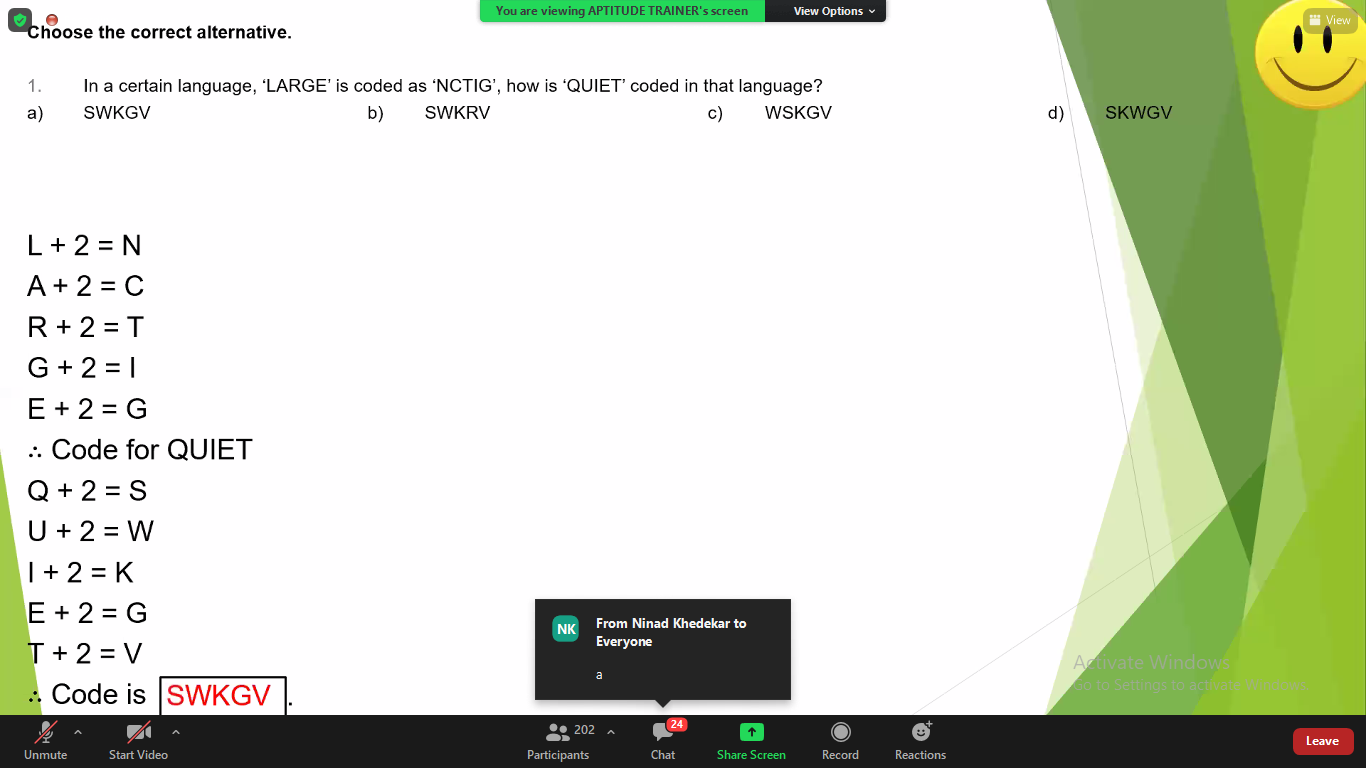 You are viewing APTITUDE TRAINER's screen View Options
View
Choose the correct alternative.
1. In a certain language, ‘LARGE’ is coded as ‘NCTIG’, how is ‘QUIET’ coded in that language?
a) SWKGV b) SWKRV c) WSKGV d) SKWGV
L + 2 = N
A + 2 = C
R + 2 = T
G + 2 = I
E + 2 = G
∴ Code for QUIET
Q + 2 = S
U + 2 = W
I + 2 = K
E + 2 = G
T + 2 = V
∴ Code is SWKGV .
NK From Ninad Khedekar to
Everyone
a
Activate Windows
Go to Settings to activate Windows.
Unmute Start Video 202 Participants 24 Chat Share Screen Record Reactions Leave